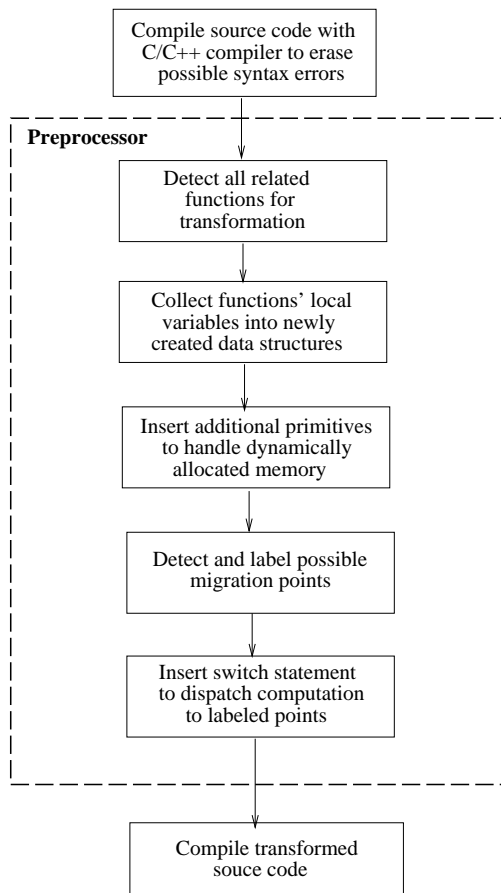 Compile source code with
C/C++ compiler to erase
possible syntax errors
Preprocessor
Detect all related
functions for
transformation
Collect functions' local
variables into newly
created data structures
Insert additional primitives
to handle dynamically
allocated memory
Detect and label possible
migration points
Insert switch statement
to dispatch computation
to labeled points
Compile transformed
souce code